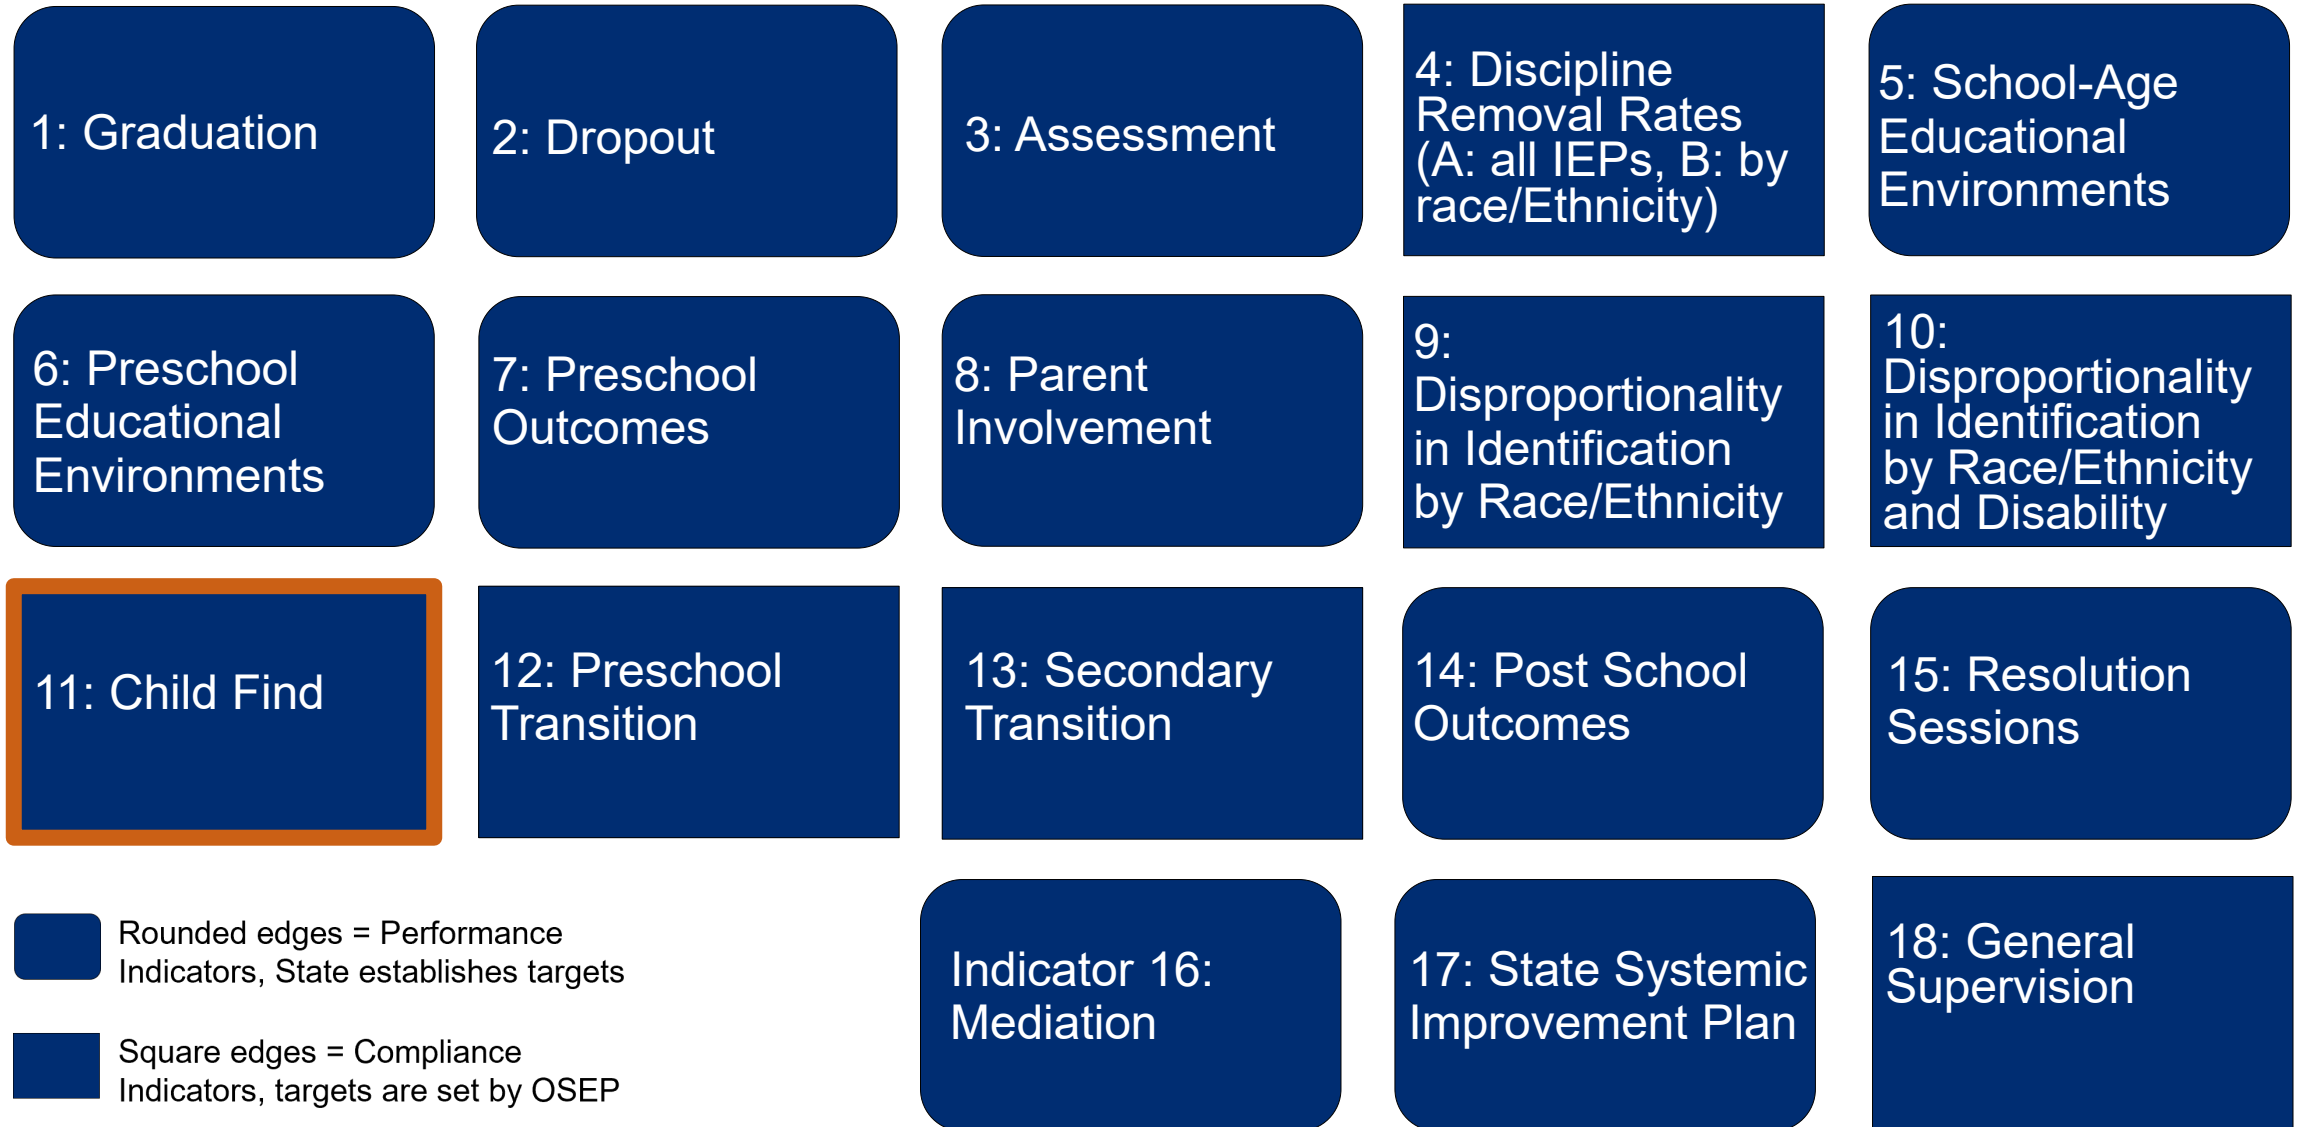 1: Graduation
2: Dropout
3: Assessment
4: Discipline
Removal Rates
(A: all IEPs, B: by
race/Ethnicity)
5: School-Age
Educational
Environments
6: Preschool
Educational
Environments
7: Preschool
Outcomes
8: Parent
Involvement
9:
Disproportionality
in Identification
by Race/Ethnicity
10:
Disproportionality
in Identification
by Race/Ethnicity
and Disability
11: Child Find
12: Preschool
Transition
13: Secondary
Transition
14: Post School
Outcomes
15: Resolution
Sessions
Indicator 16:
Mediation
17: State Systemic
Improvement Plan
18: General
Supervision
Rounded edges = Performance
Indicators, State establishes targets
Square edges = Compliance
Indicators, targets are set by OSEP